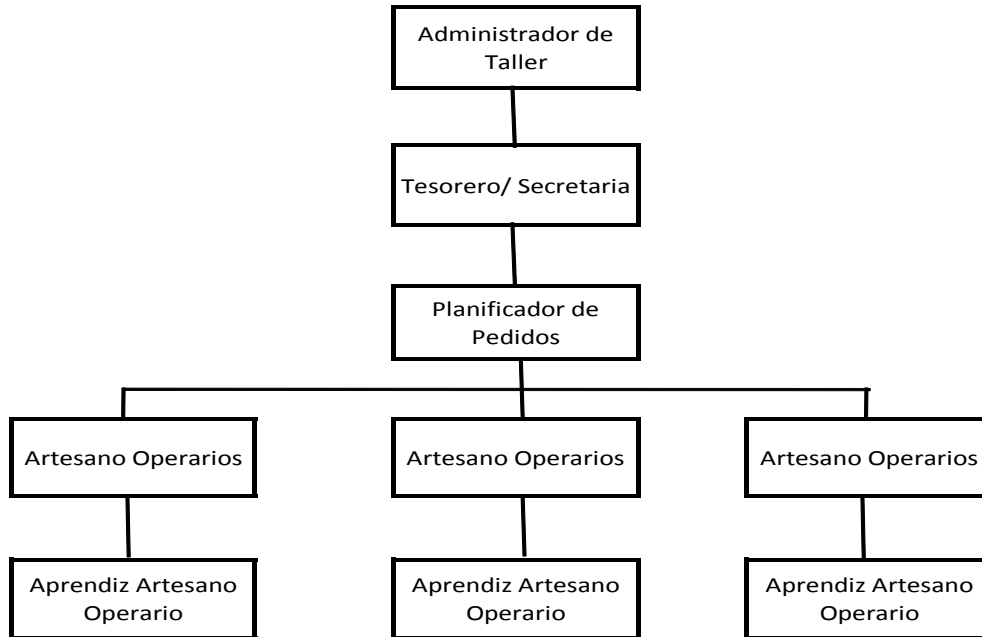 Administrador de
Taller
Tesorero/ Secretaria
Planificador de
Pedidos
Artesano Operarios
Artesano Operarios
Artesano Operarios
Aprendiz Artesano
Operario
Aprendiz Artesano
Operario
Aprendiz Artesano
Operario